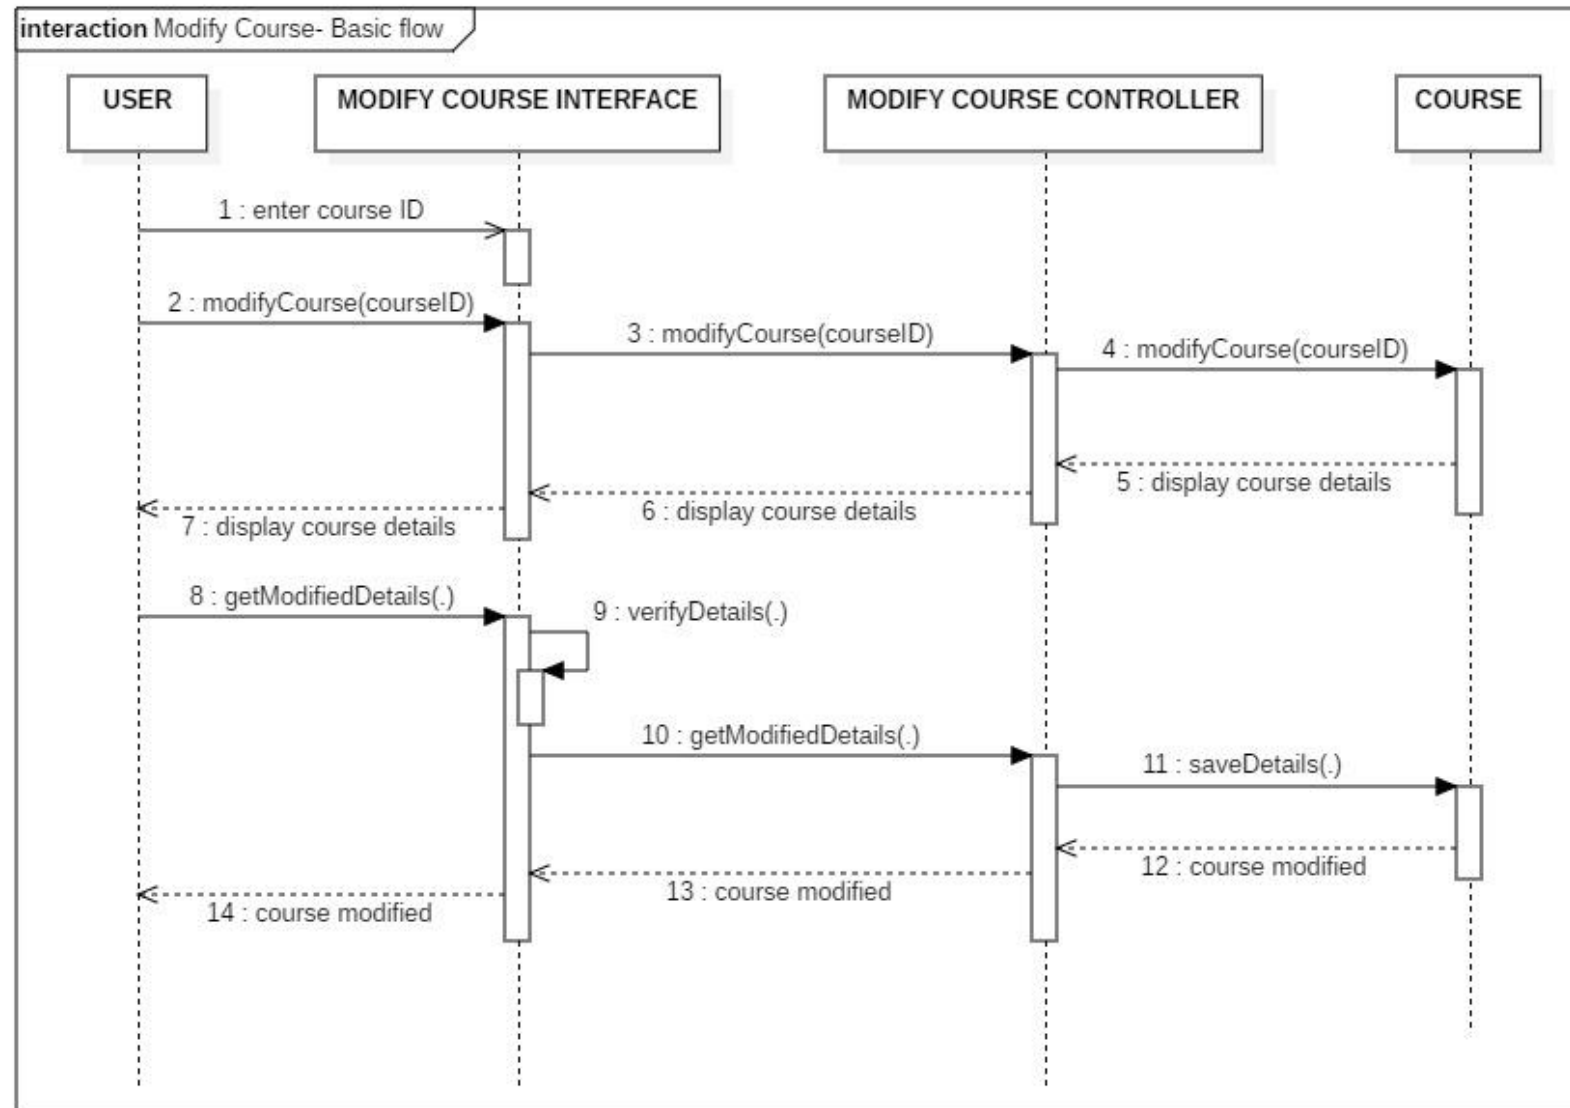 interaction Modify Course- Basic flow
USER
MODIFY COURSE INTERFACE
MODIFY COURSE CONTROLLER
COURSE
1 : enter course ID
2 : modifyCourse(courseID)
3 : modifyCourse(courseID)
4 : modifyCourse(courseID)
5 : display course details
6 : display course details
7 : display course details
8 : getModifiedDetails(.)
9 : verifyDetails(.)
10 : getModifiedDetails(.)
11 : saveDetails(.)
12 : course modified
13 : course modified
14 : course modified